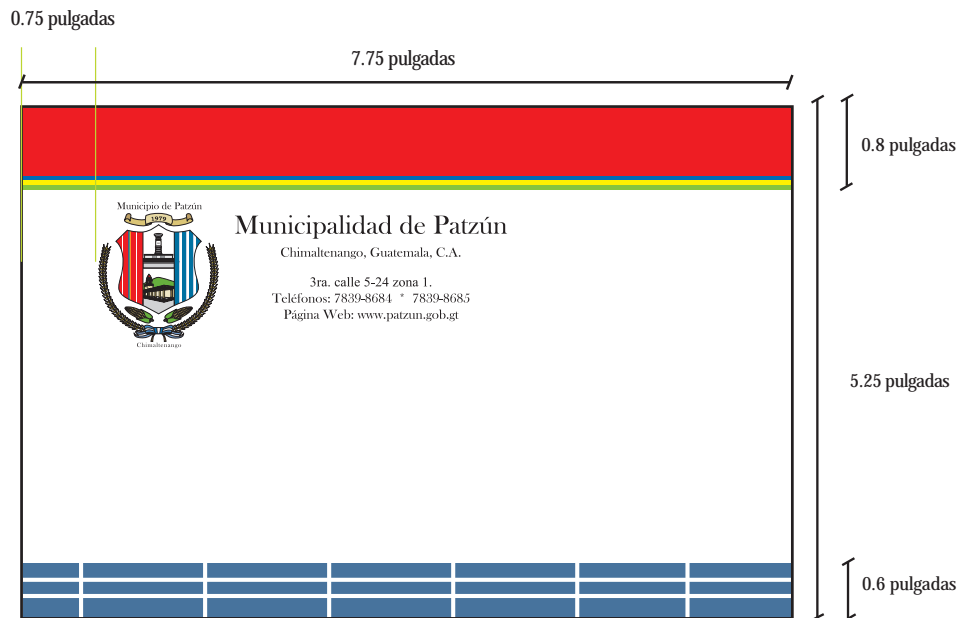 0.75 pulgadas
7.75 pulgadas
0.8 pulgadas
Municipio de Patzún
1979
Municipalidad de Patzún
Chimaltenango, Guatemala, C.A.
3ra. calle 5-24 zona 1.
Teléfonos: 7839-8684 * 7839-8685
Página Web: www.patzun.gob.gt
Chimaltenango
5.25 pulgadas
0.6 pulgadas